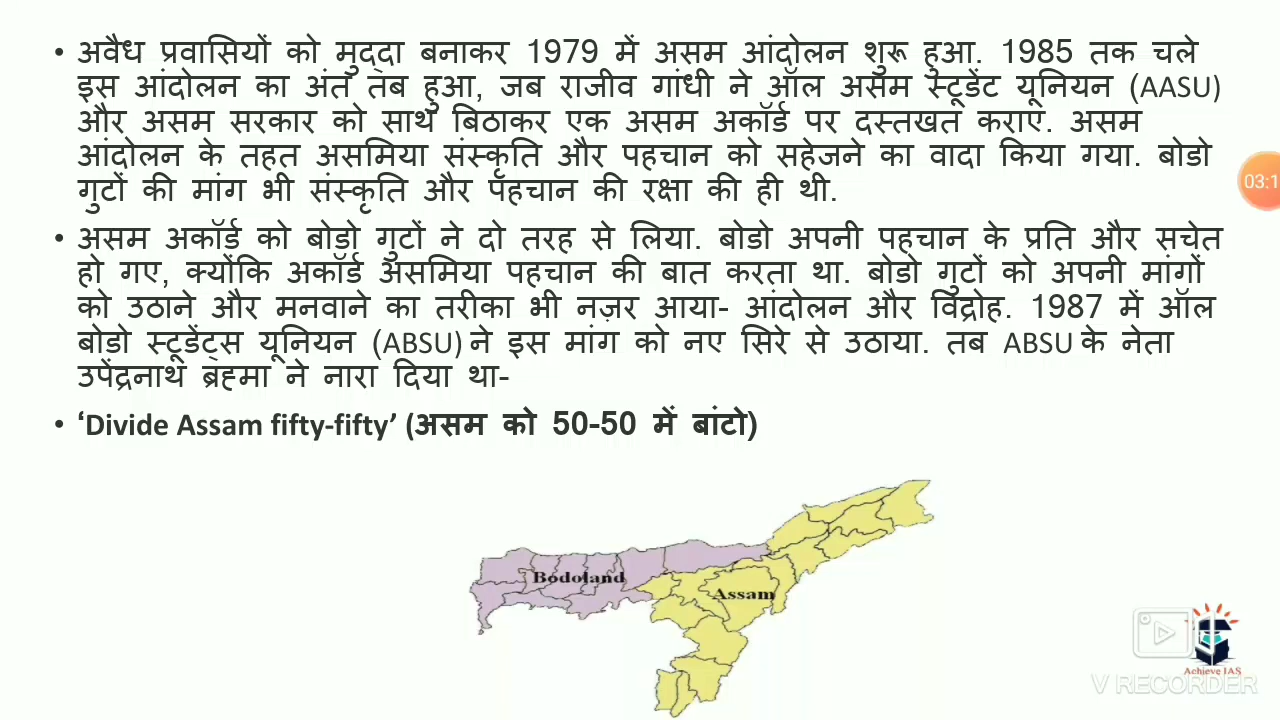 • अवैध प्रवासियों को मुद्दा बनाकर 1979 में असम आंदोलन शुरू हुआ. 1985 तक चले
इस आंदोलन का अंत तब हुआ, जब राजीव गांधी ने ऑल असम स्टूडेंट यूनियन (AASU)
और असम सरकार को साथ बिठाकर एक असम अकॉर्ड पर दस्तखत कराए. असम
आंदोलन के तहत असमिया संस्कृति और पहचान को सहेजने का वादा किया गया. बोडो
गुटों की मांग भी संस्कृति और पहचान की रक्षा की ही थी.
03:1
• असम अकॉर्ड को बोडो गुटों ने दो तरह से लिया. बोडो अपनी पहचान के प्रति और सचेत
हो गए, क्योंकि अकॉर्ड असमिया पहचान की बात करता था. बोडो गुटों को अपनी मांगों
को उठाने और मनवाने का तरीका भी नज़र आया- आंदोलन और विद्रोह. 1987 में ऑल
बोडो स्टूडेंट्स यूनियन (ABSU) ने इस मांग को नए सिरे से उठाया. तब ABSU के नेता
उपेंद्रनाथ ब्रह्मा ने नारा दिया था-
• ‘Divide Assam fifty-fifty’ (असम को 50-50 में बांटो)
Bodoland
Assam
Achieve IAS
V RECORDER